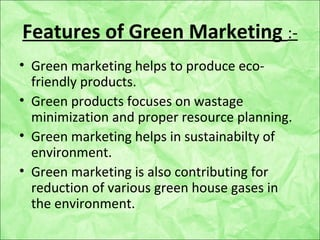 Features of Green Marketing :-
• Green marketing helps to produce eco-
friendly products.
• Green products focuses on wastage
minimization and proper resource planning.
• Green marketing helps in sustainabilty of
environment.
• Green marketing is also contributing for
reduction of various green house gases in
the environment.